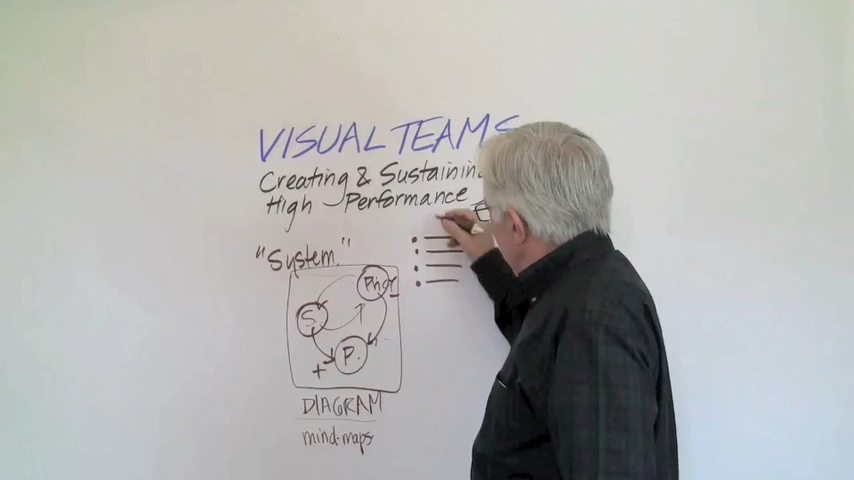 VISUAL TEAMS
Creating & Sustaining
High Performance
"System."
S.
P.
+
DIAGRAM
mind-maps